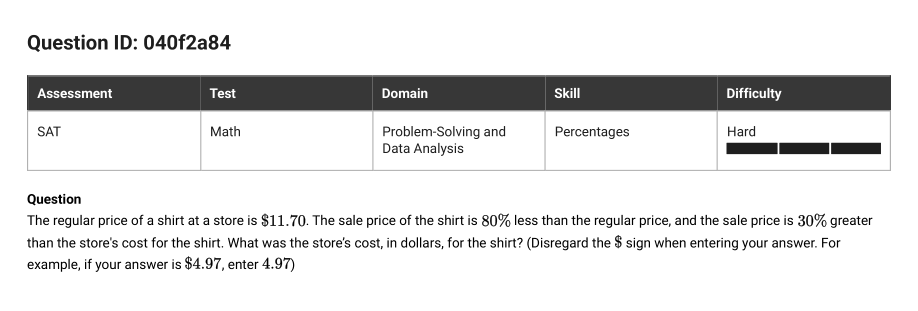 Question ID: 040f2a84
Assessment Test Domain Skill Difficulty
SAT Math Problem-Solving and Percentages Hard
Data Analysis
Question
The regular price of a shirt at a store is $11.70. The sale price of the shirt is 80% less than the regular price, and the sale price is 30% greater
than the store's cost for the shirt. What was the store’s cost, in dollars, for the shirt? (Disregard the $ sign when entering your answer. For
example, if your answer is $4.97, enter 4.97)